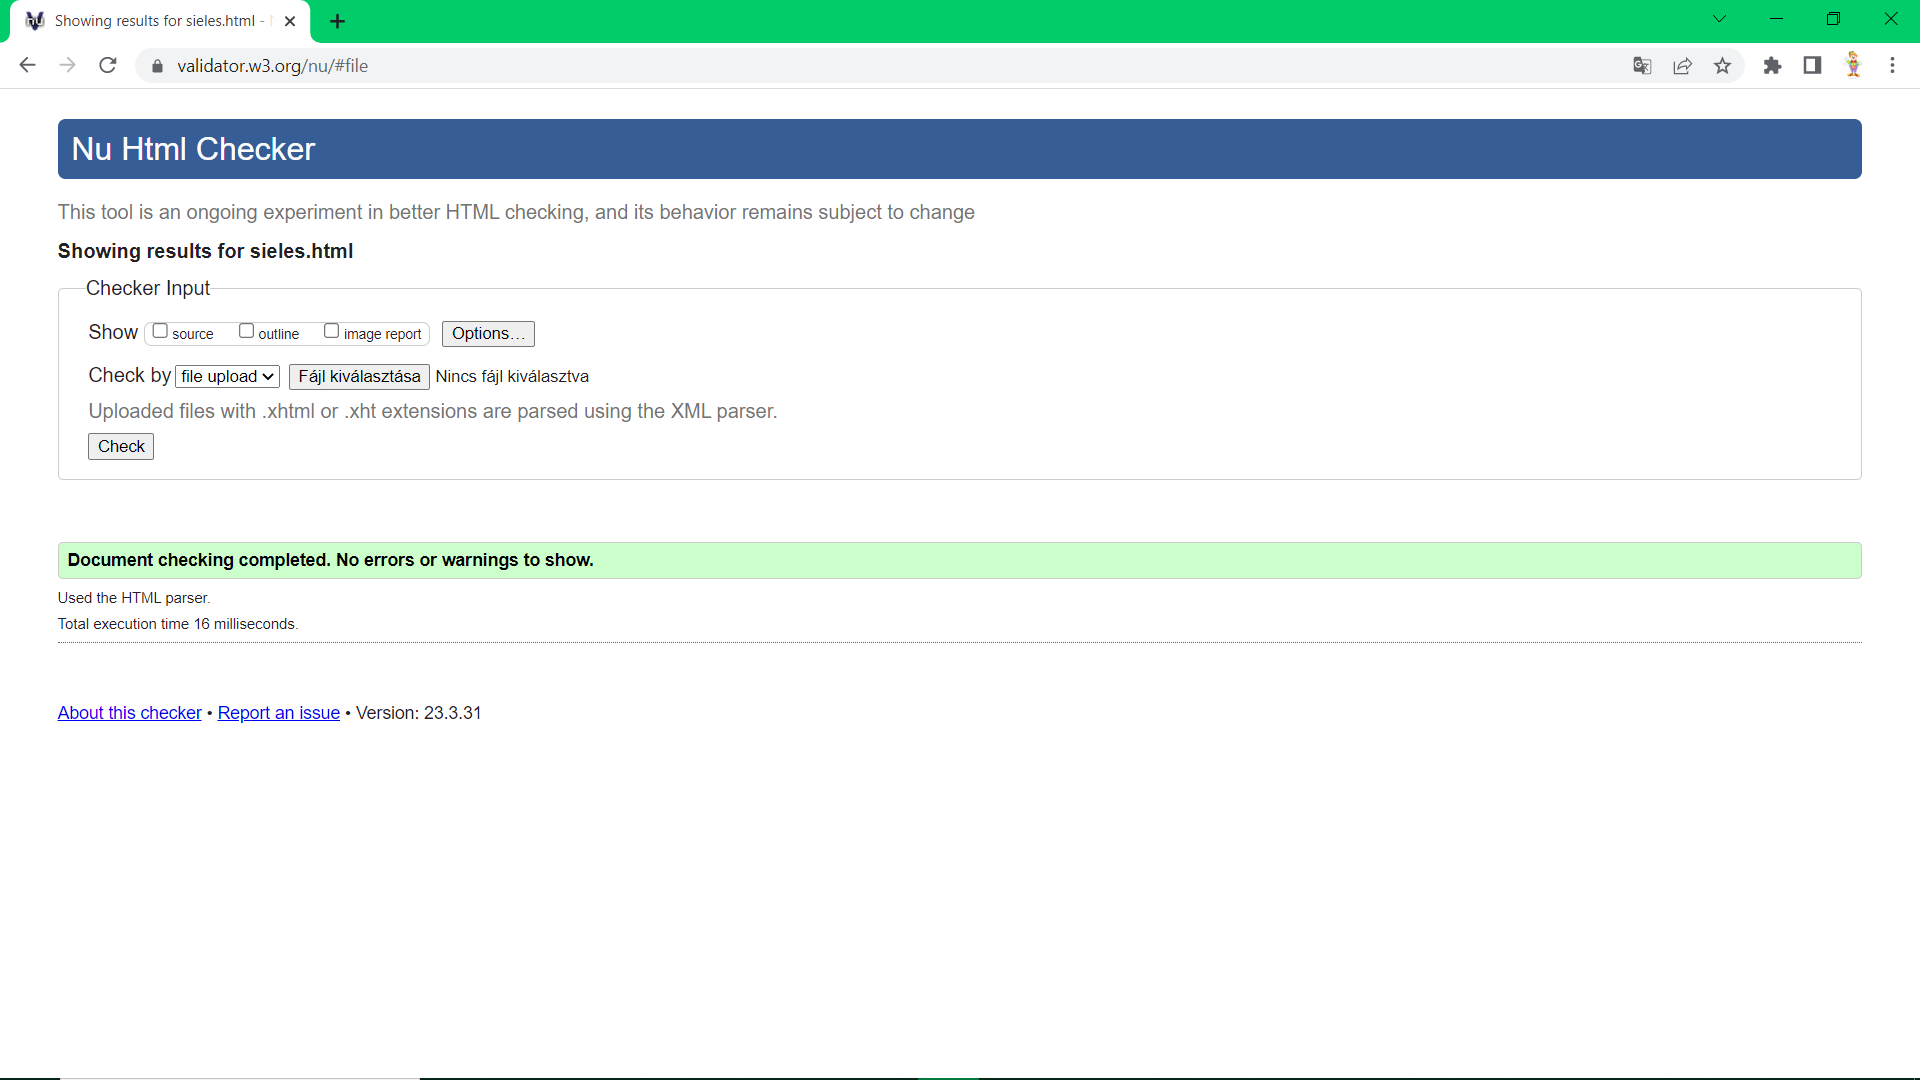 Showing results for sieles.html -
validator.w3.org/nu/#file
Nu Html Checker
This tool is an ongoing experiment in better HTML checking, and its behavior remains subject to change
Showing results for sieles.html
Checker Input
Show source outline image report Options...
Check by file upload Fájl kiválasztása Nincs fájl kiválasztva
Uploaded files with .xhtml or .xht extensions are parsed using the XML parser.
Check
Document checking completed. No errors or warnings to show.
Used the HTML parser.
Total execution time 16 milliseconds.
About this checker • Report an issue • Version: 23.3.31